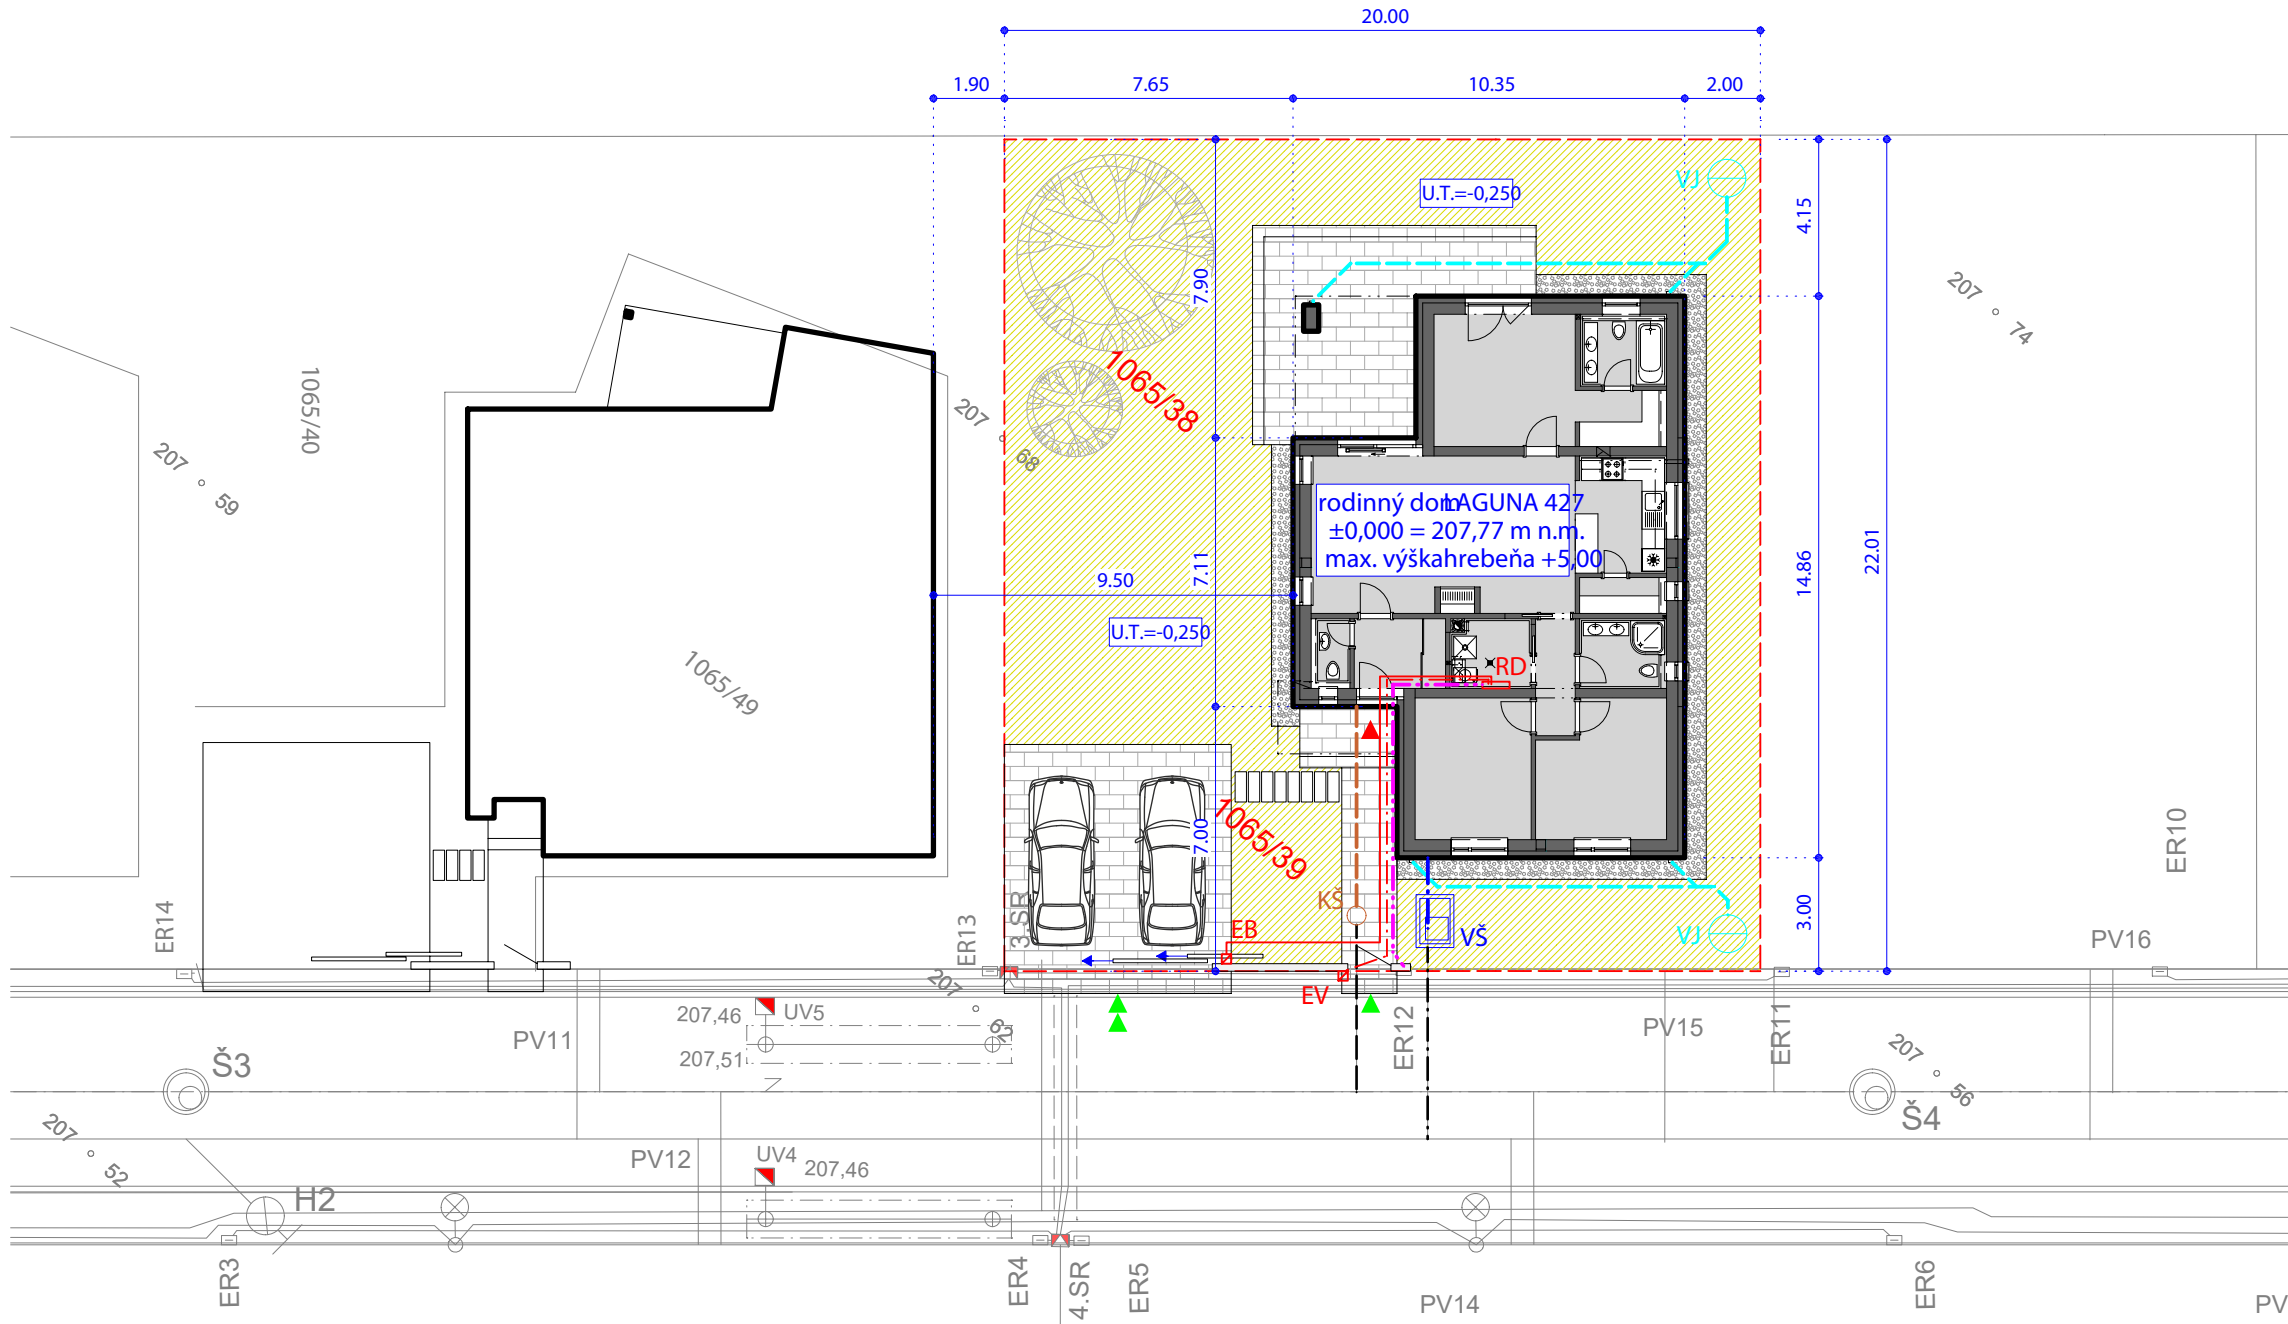 20.00
1.90
7.65
10.35
2.00
U.T.=-0,250
VJ
4.15
7.90
207 74
1065/38
1065/40
207 68
207 59
rodinný dom LAGUNA 427
±0,000 = 207,77 m n.m.
max. výškahrebeňa +5,00
7.11
9.50
14.86
22.01
U.T.=-0,250
1065/49
RD
1065/39
7.00
ER10
KŠ
3.SR
ER14
ER13
EB
VŠ
VJ
3.00
PV16
EV
207 62
207,46
UV5
PV11
207,51
ER12
PV15
ER11
207 56
Š3
Š4
207 52
PV12
UV4
207,46
H2
ER3
ER4
4.SR
ER5
PV14
ER6
PV